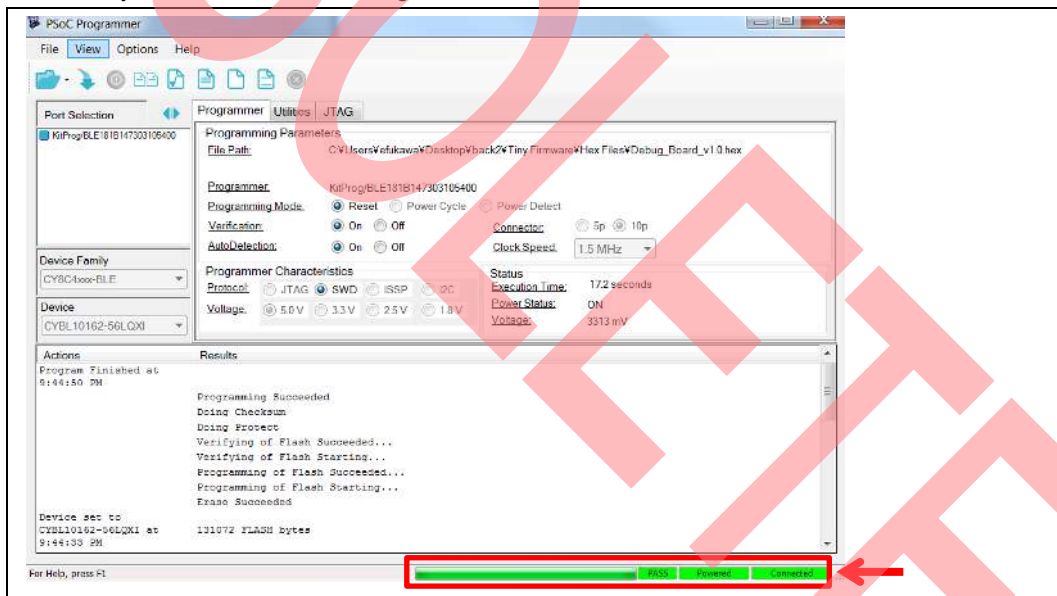 PSoC Programmer
File View Options Help
Port Selection
KitProg/BLE181B147303105400
Programmer Utilities JTAG
Programming Parameters
File Path: C:¥Users¥efukawa¥Desktop¥back2¥Tiny Firmware¥Hex Files¥Debug_Board_v1.0.hex
Programmer: KitProg/BLE181B147303105400
Programming Mode: Reset Power Cycle Power Detect
Verification: On Off Connector: 5p 10p
AutoDetection: On Off Clock Speed: 1.5 MHz
Device Family
CY8C4xxx-BLE
Programmer Characteristics
Protocol: JTAG SWD ISSP I2C
Voltage: 5.0 V 3.3 V 2.5 V 1.8 V
Status
Execution Time: 17.2 seconds
Power Status: ON
Voltage: 3313 mV
Device
CYBL10162-56LQXI
Actions Results
Program Finished at
9:44:50 PM
Programming Succeeded
Doing Checksum
Doing Protect
Verifying of Flash Succeeded...
Verifying of Flash Starting...
Programming of Flash Succeeded...
Programming of Flash Starting...
Erase Succeeded
Device set to
CYBL10162-56LQXI at 131072 FLASH bytes
9:44:33 PM
For Help, press F1
PASS Powered Connected